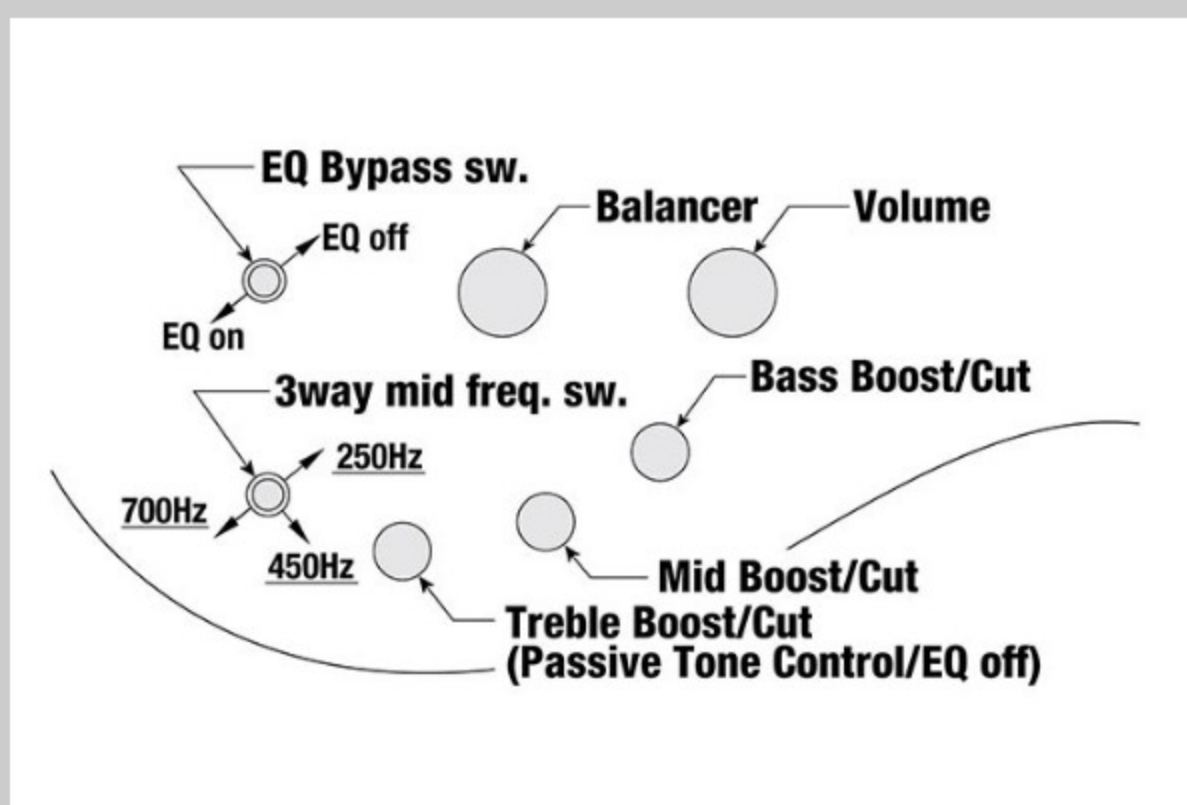 EQ Bypass sw.
EQ off
EQ on
Balancer
Volume
3way mid freq. sw.
250Hz
700Hz
450Hz
Bass Boost/Cut
Mid Boost/Cut
Treble Boost/Cut
(Passive Tone Control/EQ off)